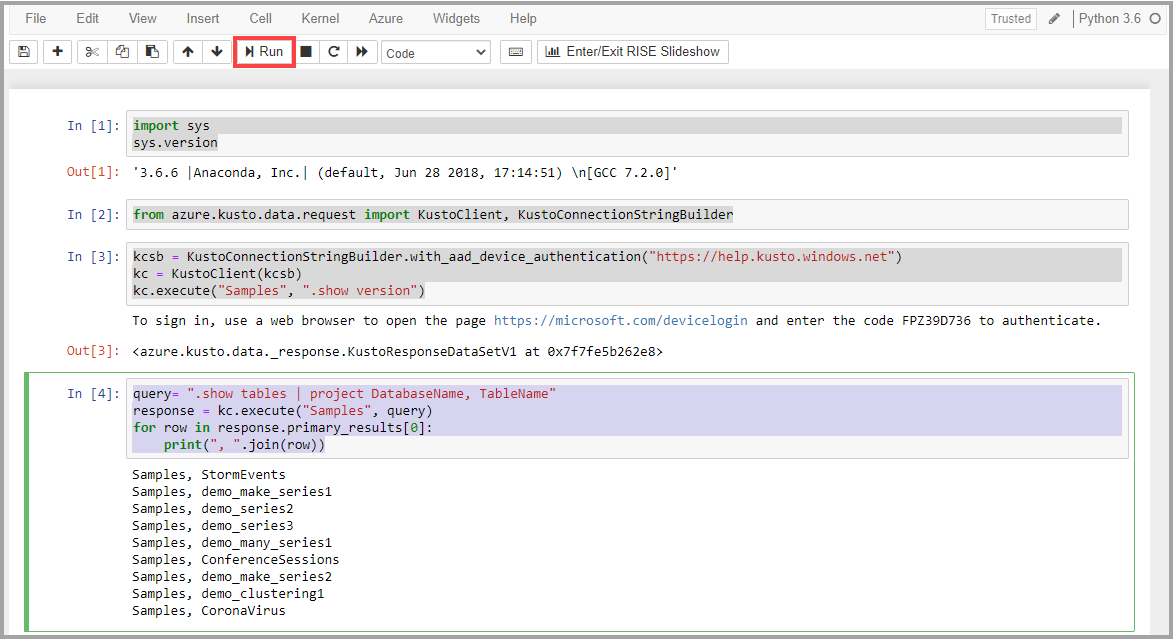 File Edit View Insert Cell Kernel Azure Widgets Help Trusted Python 3.6
Run Code Enter/Exit RISE Slideshow
In [1]: import sys
sys.version
Out[1]: '3.6.6 |Anaconda, Inc.| (default, Jun 28 2018, 17:14:51) \n[GCC 7.2.0]'
In [2]: from azure.kusto.data.request import KustoClient, KustoConnectionStringBuilder
In [3]: kcsb = KustoConnectionStringBuilder.with_aad_device_authentication("https://help.kusto.windows.net")
kc = KustoClient(kcsb)
kc.execute("Samples", ".show version")
To sign in, use a web browser to open the page https://microsoft.com/devicelogin and enter the code FPZ39D736 to authenticate.
Out[3]: <azure.kusto.data._response.KustoResponseDataSetV1 at 0x7f7fe5b262e8>
In [4]: query= ".show tables | project DatabaseName, TableName"
response = kc.execute("Samples", query)
for row in response.primary_results[0]:
    print(", ".join(row))
Samples, StormEvents
Samples, demo_make_series1
Samples, demo_series2
Samples, demo_series3
Samples, demo_many_series1
Samples, ConferenceSessions
Samples, demo_make_series2
Samples, demo_clustering1
Samples, CoronaVirus